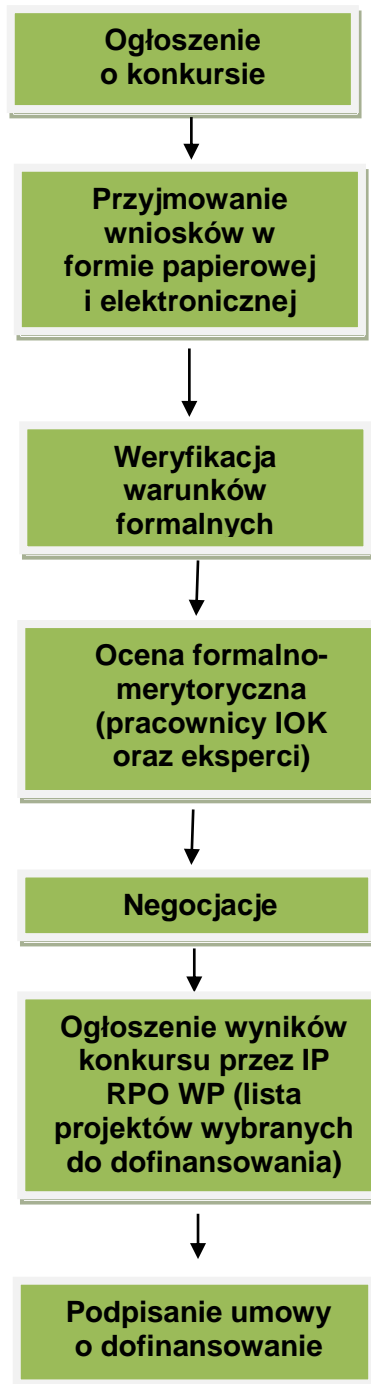 Ogłoszenie
o konkursie
Przyjmowanie
wniosków w
formie papierowej
i elektronicznej
Weryfikacja
warunków
formalnych
Ocena formalno-
merytoryczna
(pracownicy IOK
oraz eksperci)
Negocjacje
Ogłoszenie wyników
konkursu przez IP
RPO WP (lista
projektów wybranych
do dofinansowania)
Podpisanie umowy
o dofinansowanie